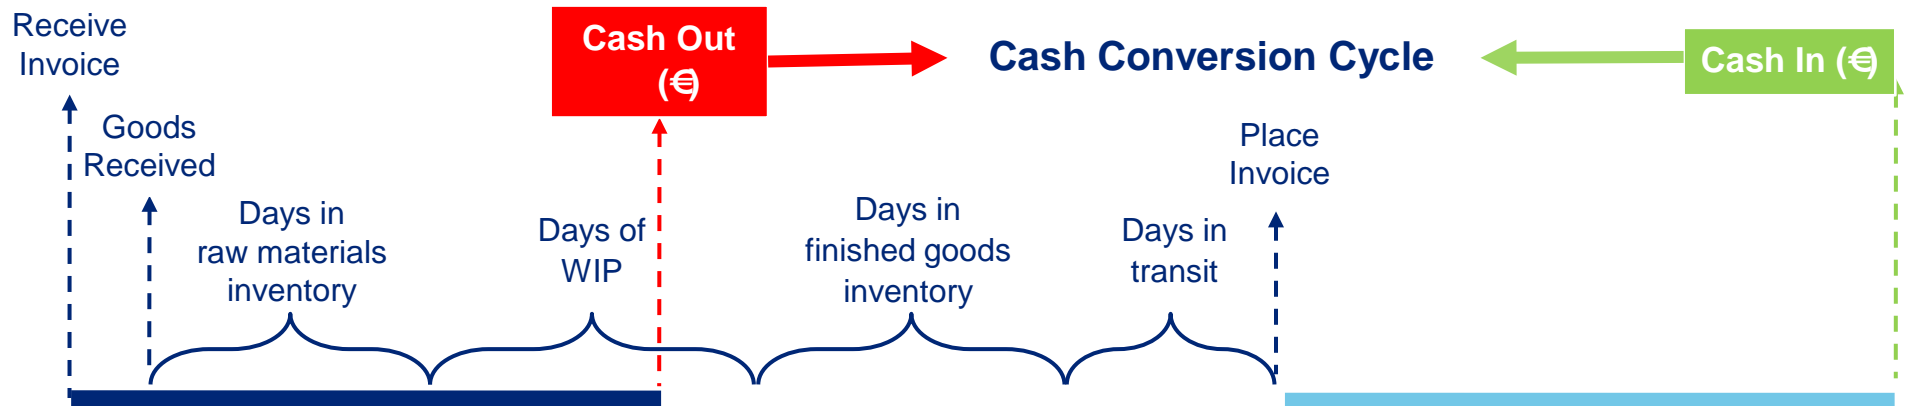 Receive
Invoice
Goods
Received
Days in
raw materials
inventory
Days of
WIP
Cash Out
(€)
Cash Conversion Cycle
Days in
finished goods
inventory
Days in
transit
Place
Invoice
Cash In (€)